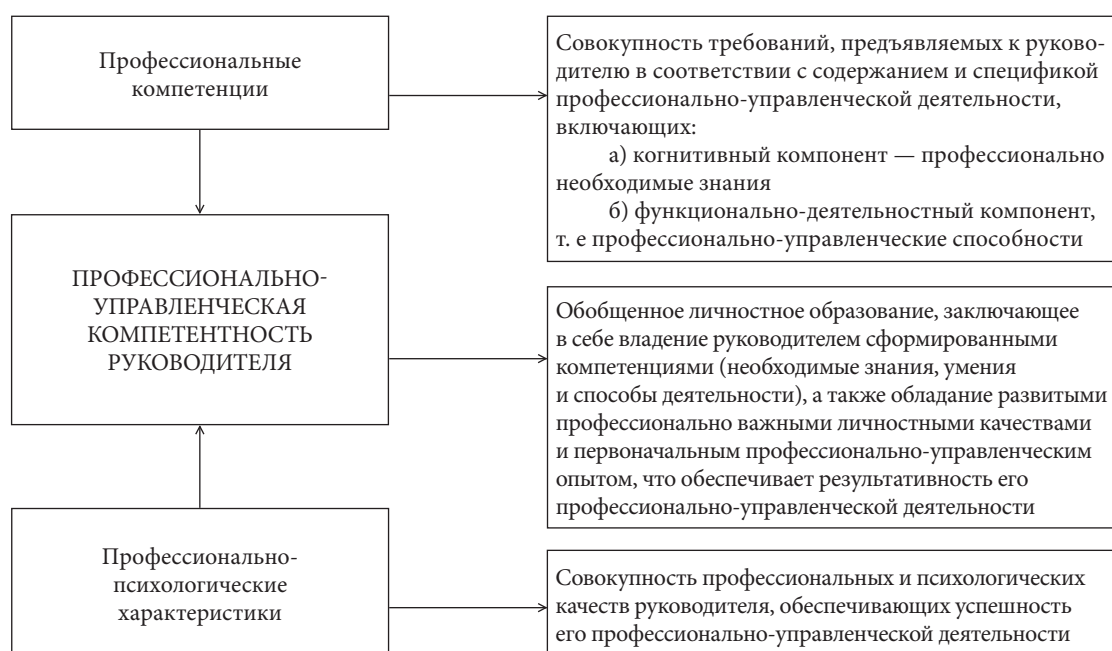 Профессиональные
компетенции
Совокупность требований, предъявляемых к руково-
дителю в соответствии с содержанием и спецификой
профессионально-управленческой деятельности,
включающих:
а) когнитивный компонент — профессионально
необходимые знания
б) функционально-деятельностный компонент,
т. е профессионально-управленческие способности
ПРОФЕССИОНАЛЬНО-
УПРАВЛЕНЧЕСКАЯ
КОМПЕТЕНТНОСТЬ
РУКОВОДИТЕЛЯ
Обобщенное личностное образование, заключающее
в себе владение руководителем сформированными
компетенциями (необходимые знания, умения
и способы деятельности), а также обладание развитыми
профессионально важными личностными качествами
и первоначальным профессионально-управленческим
опытом, что обеспечивает результативность его
профессионально-управленческой деятельности
Профессионально-
психологические
характеристики
Совокупность профессиональных и психологических
качеств руководителя, обеспечивающих успешность
его профессионально-управленческой деятельности